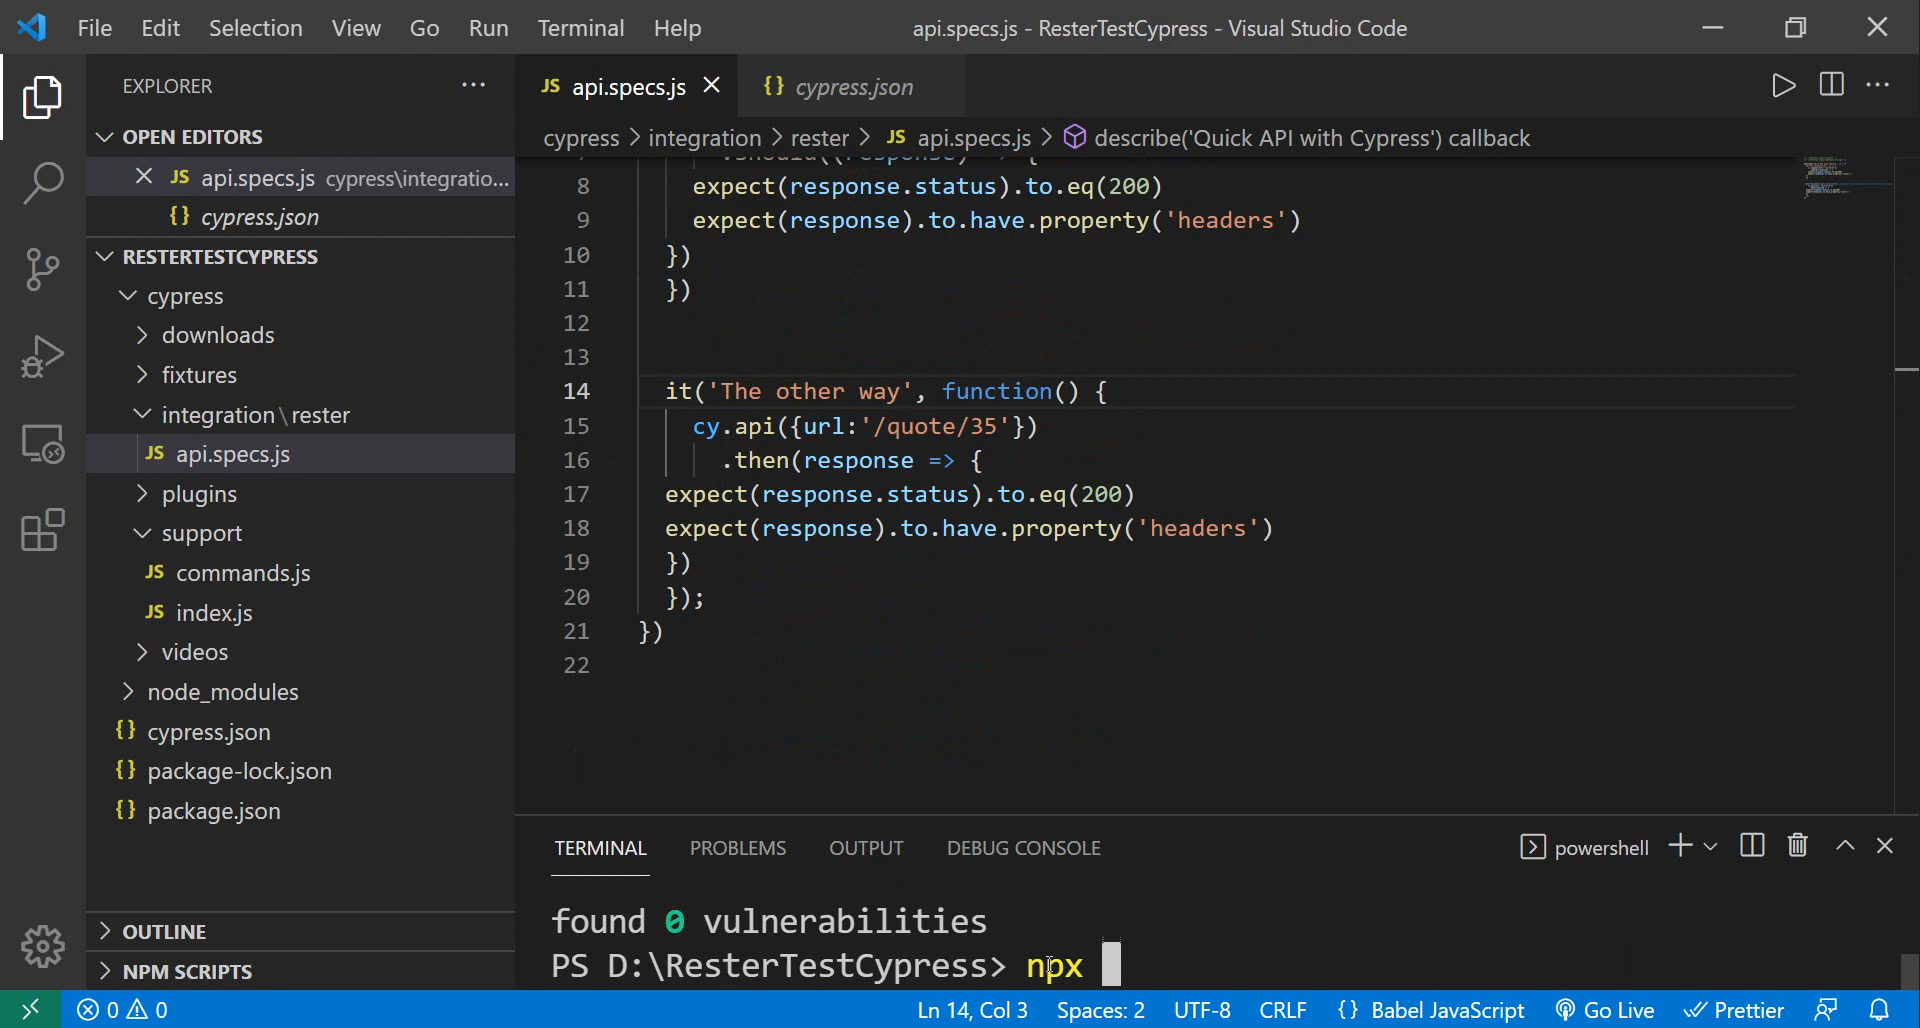 File Edit Selection View Go Run Terminal Help
api.specs.js - ResterTestCypress - Visual Studio Code
EXPLORER
OPEN EDITORS
JS api.specs.js cypress\integratio...
{} cypress.json
RESTERTESTCYPRESS
cypress
downloads
fixtures
integration\rester
JS api.specs.js
plugins
support
JS commands.js
JS index.js
videos
node_modules
{} cypress.json
{} package-lock.json
{} package.json
OUTLINE
NPM SCRIPTS
JS api.specs.js
{} cypress.json
cypress > integration > rester > JS api.specs.js > describe('Quick API with Cypress') callback
.should((response) => {
8 expect(response.status).to.eq(200)
9 expect(response).to.have.property('headers')
10 })
11 })
12
13
14 it('The other way', function() {
15 cy.api({url:'/quote/35'})
16 .then(response => {
17 expect(response.status).to.eq(200)
18 expect(response).to.have.property('headers')
19 })
20 });
21 })
22
TERMINAL PROBLEMS OUTPUT DEBUG CONSOLE
powershell
found 0 vulnerabilities
PS D:\ResterTestCypress> npx
0 0
Ln 14, Col 3 Spaces: 2 UTF-8 CRLF {} Babel JavaScript Go Live Prettier